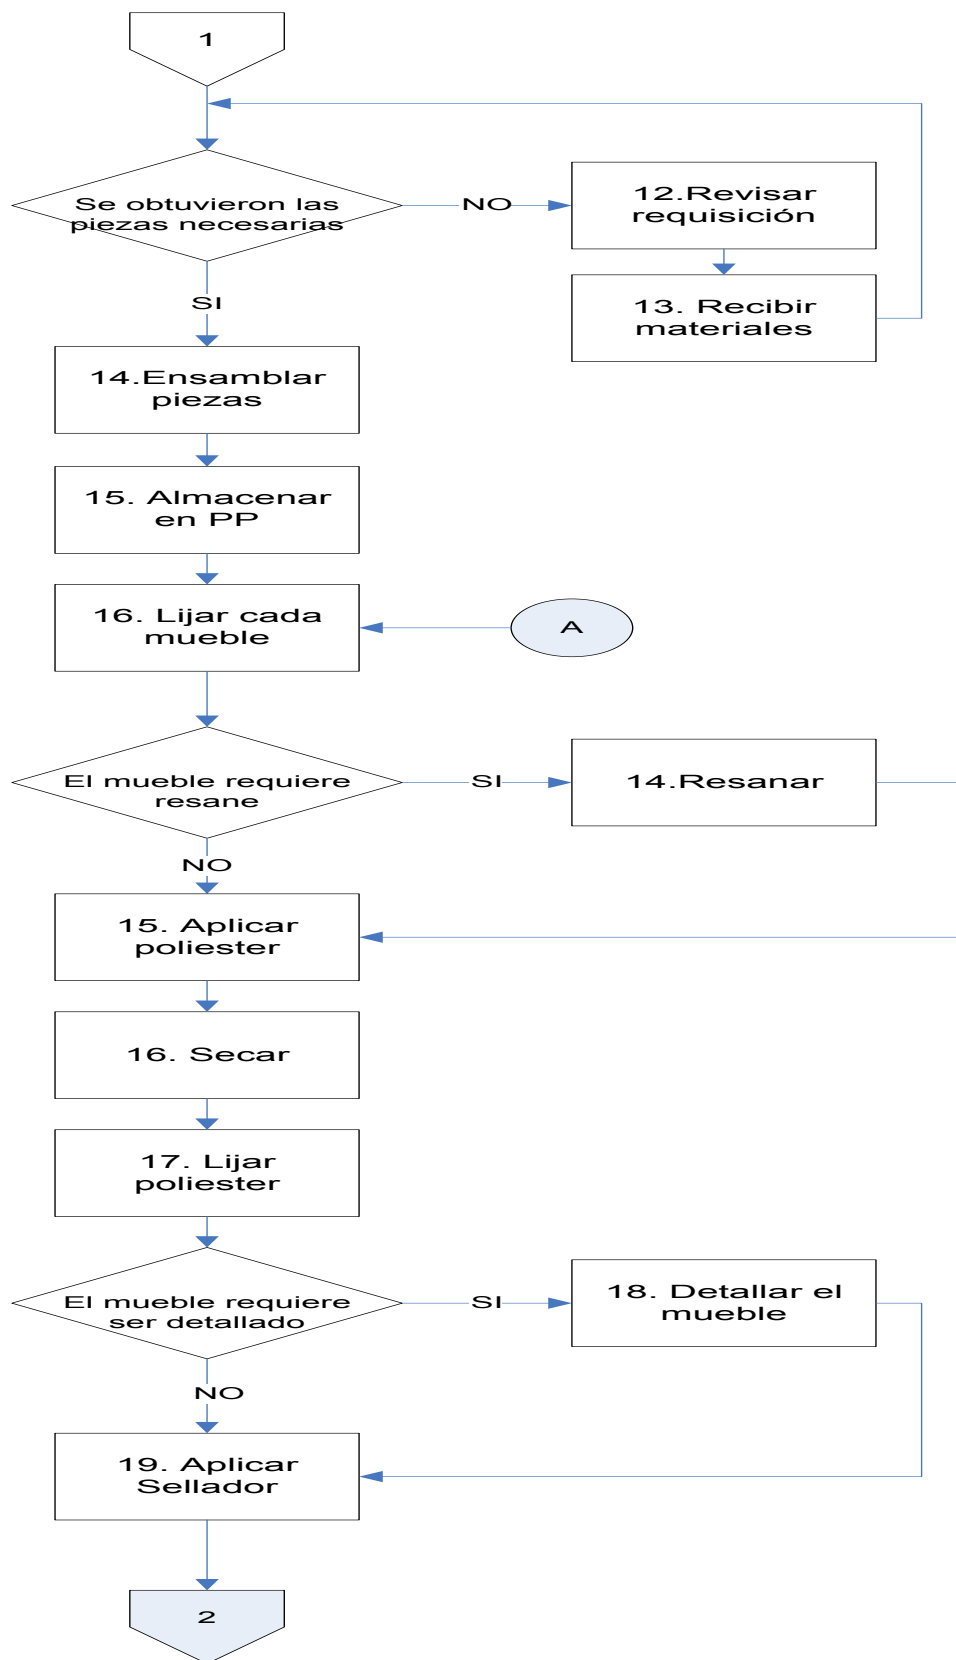 1
Se obtuvieron las
piezas necesarias
NO
12.Revisar
requisición
13. Recibir
materiales
SI
14.Ensamblar
piezas
15. Almacenar
en PP
16. Lijar cada
mueble
A
El mueble requiere
resane
SI
14.Resanar
NO
15. Aplicar
poliester
16. Secar
17. Lijar
poliester
El mueble requiere
ser detallado
SI
18. Detallar el
mueble
NO
19. Aplicar
Sellador
2